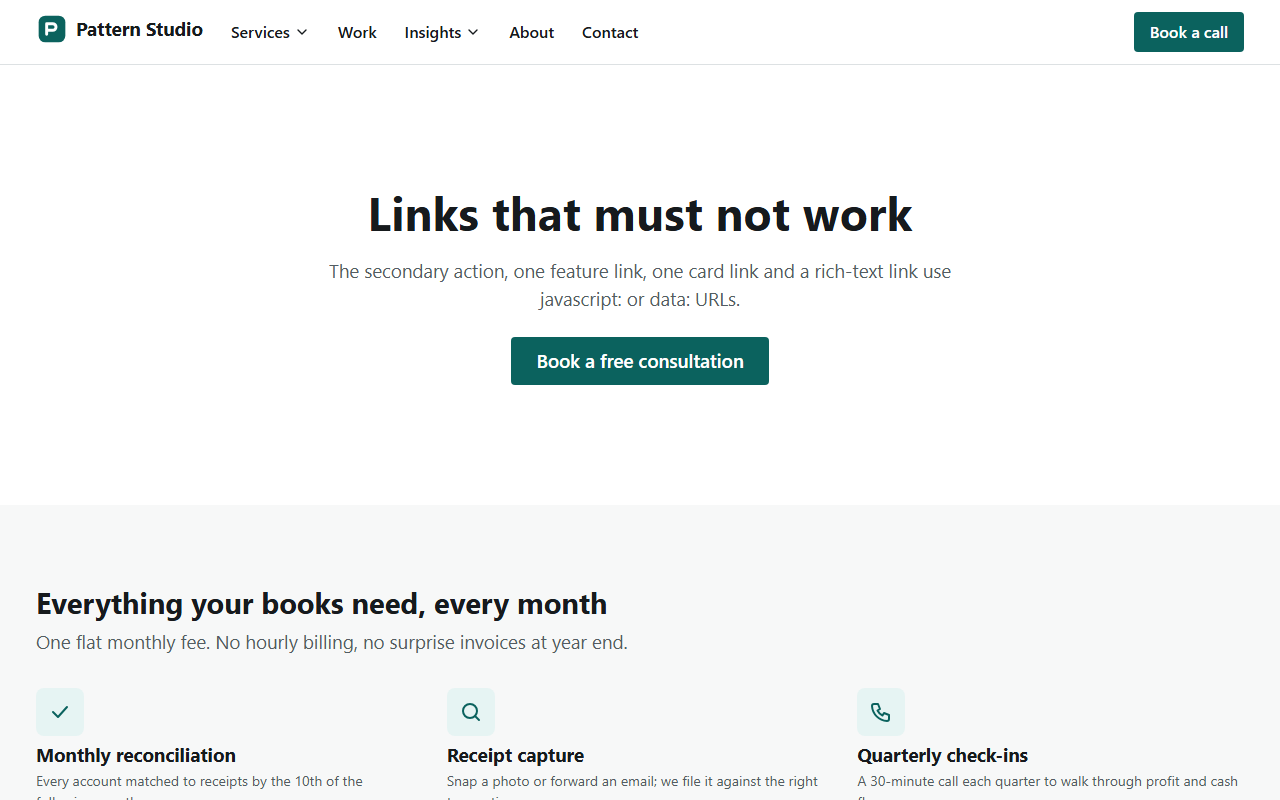 Pattern Studio
Services
Work
Insights
About
Contact
Book a call
Links that must not work
The secondary action, one feature link, one card link and a rich-text link use
javascript: or data: URLs.
Book a free consultation
Everything your books need, every month
One flat monthly fee. No hourly billing, no surprise invoices at year end.
Monthly reconciliation
Every account matched to receipts by the 10th of the
Receipt capture
Snap a photo or forward an email; we file it against the right
Quarterly check-ins
A 30-minute call each quarter to walk through profit and cash